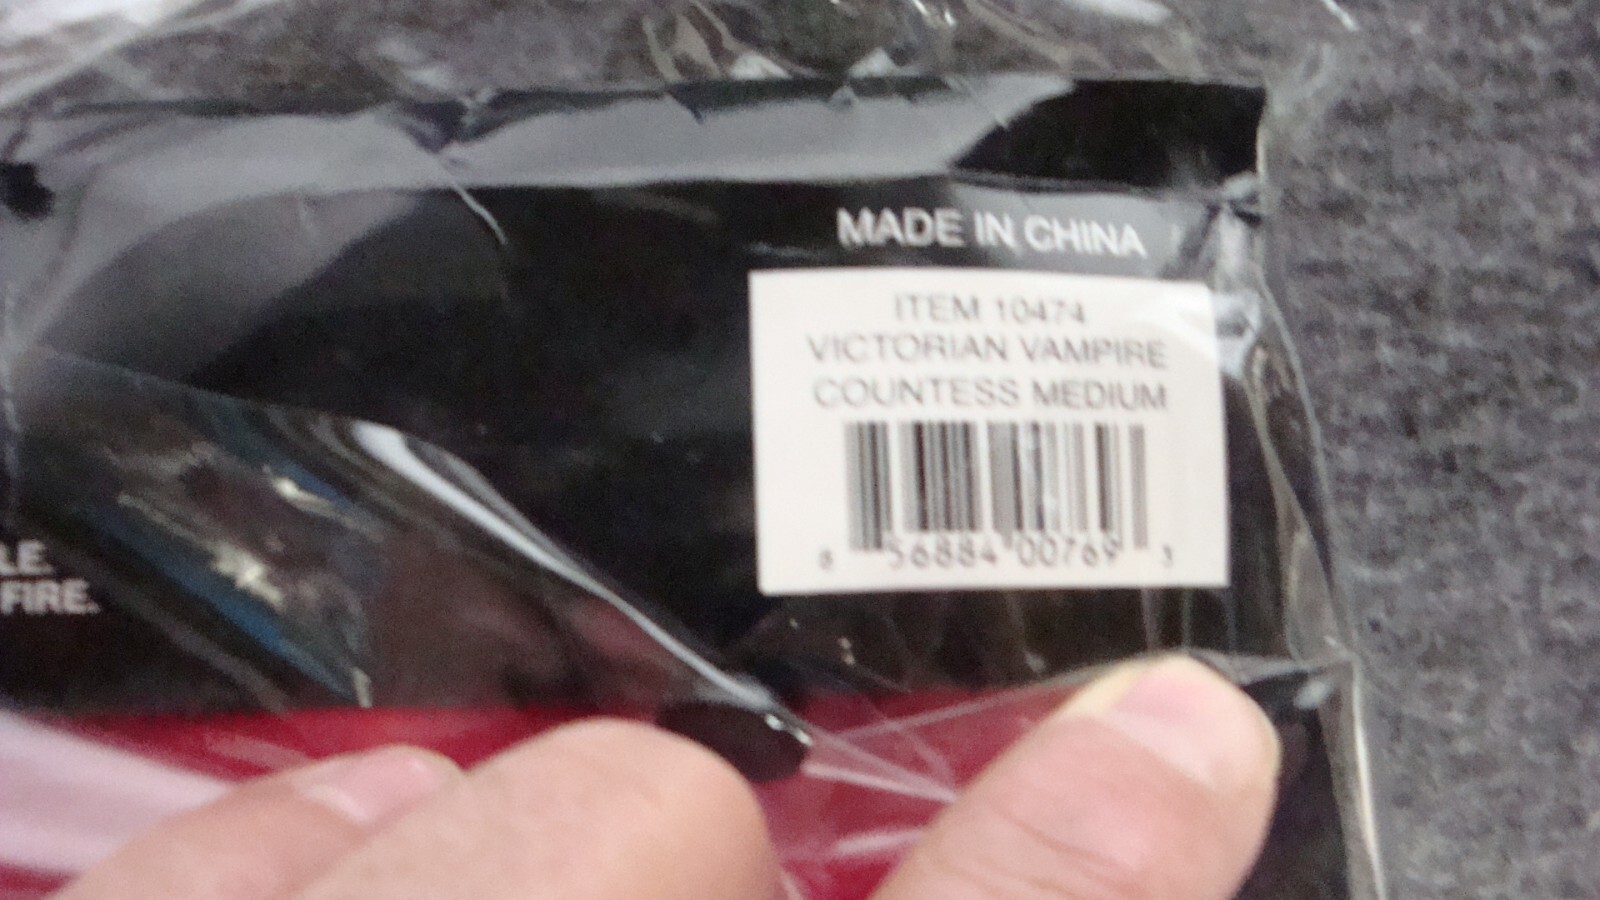 MADE IN CHINA
ITEM 10474
VICTORIAN VAMPIRE
COUNTESS MEDIUM
8 56884 00769 3
LE.
FIRE.